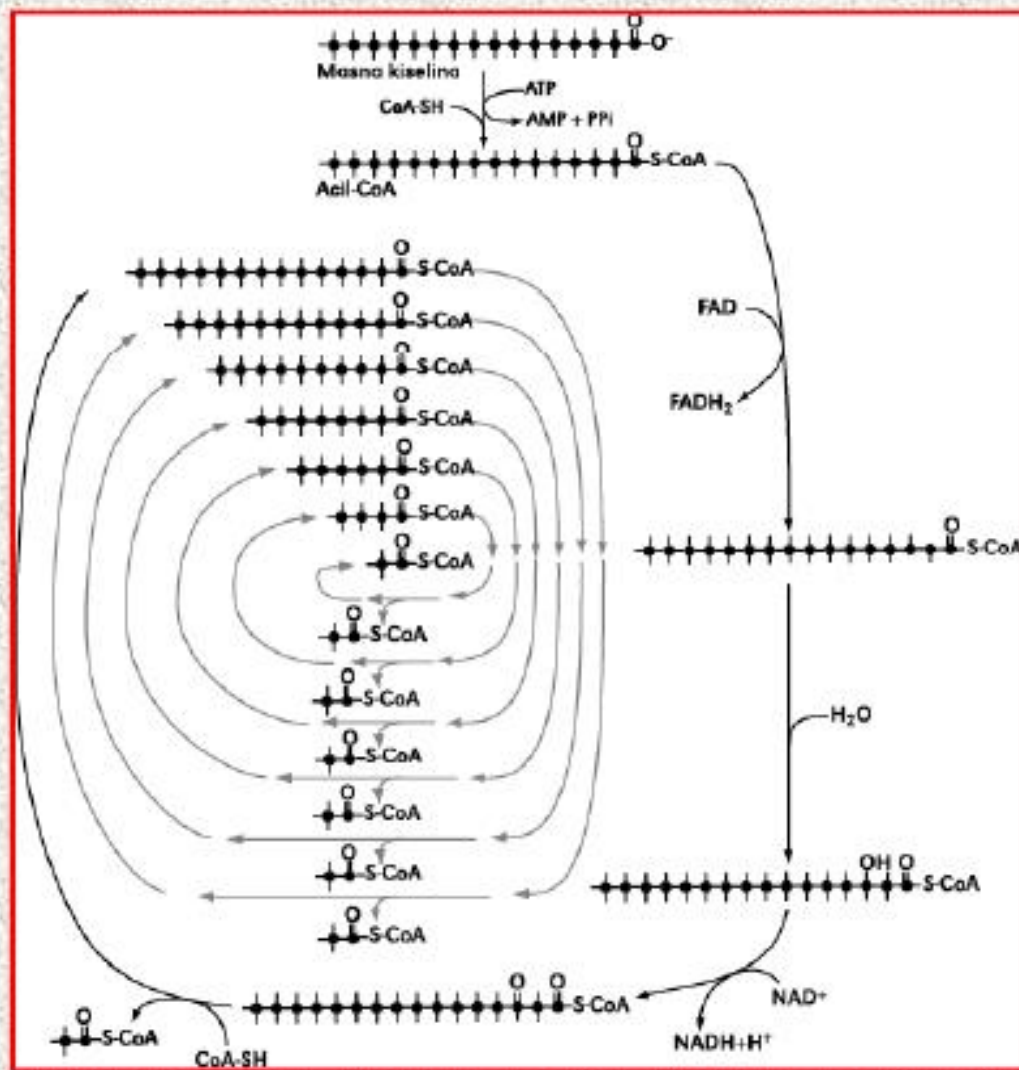 O
O⁻
Masna kiselina
ATP
CoA-SH
AMP + PPi
O
S-CoA
Acil-CoA
O
S-CoA
O
S-CoA
O
S-CoA
O
S-CoA
O
S-CoA
O
S-CoA
O
S-CoA
FAD
FADH₂
O
S-CoA
O
S-CoA
O
S-CoA
O
S-CoA
O
S-CoA
O
S-CoA
O
S-CoA
H₂O
OH O
S-CoA
O O
S-CoA
NAD⁺
NADH+H⁺
O
S-CoA
CoA-SH